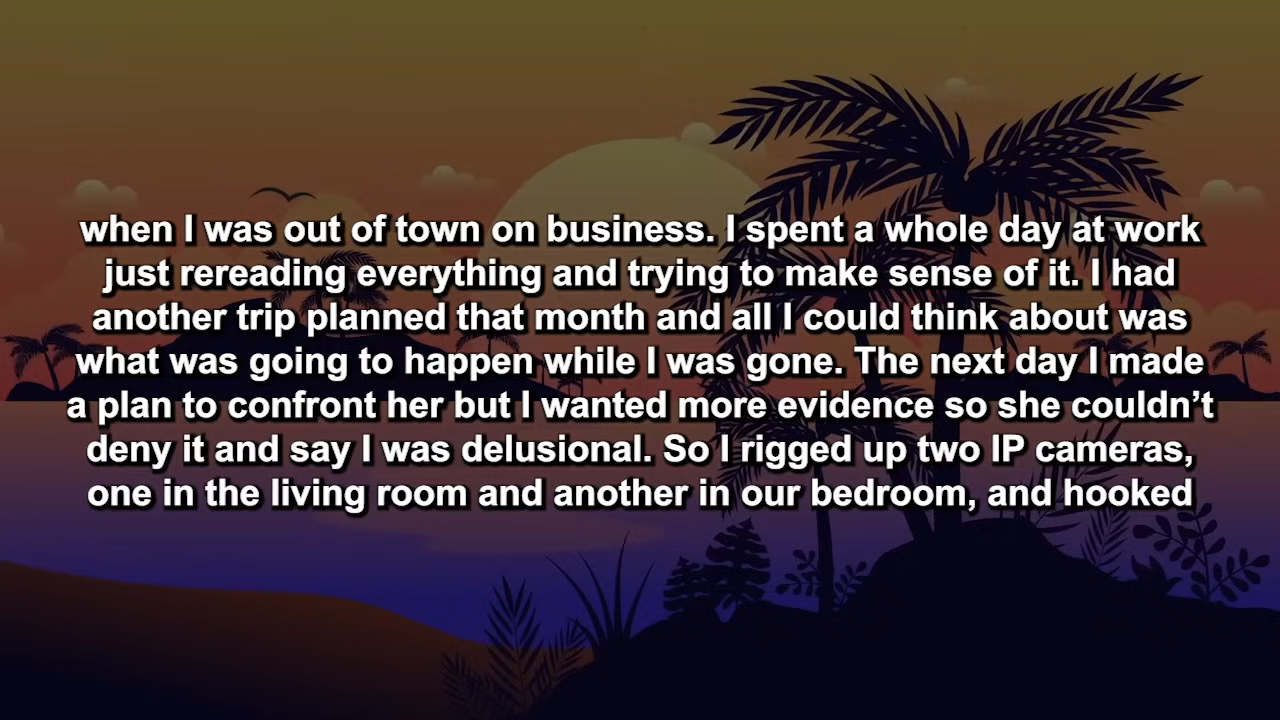 when I was out of town on business. I spent a whole day at work
just rereading everything and trying to make sense of it. I had
another trip planned that month and all I could think about was
what was going to happen while I was gone. The next day I made
a plan to confront her but I wanted more evidence so she couldn’t
deny it and say I was delusional. So I rigged up two IP cameras,
one in the living room and another in our bedroom, and hooked